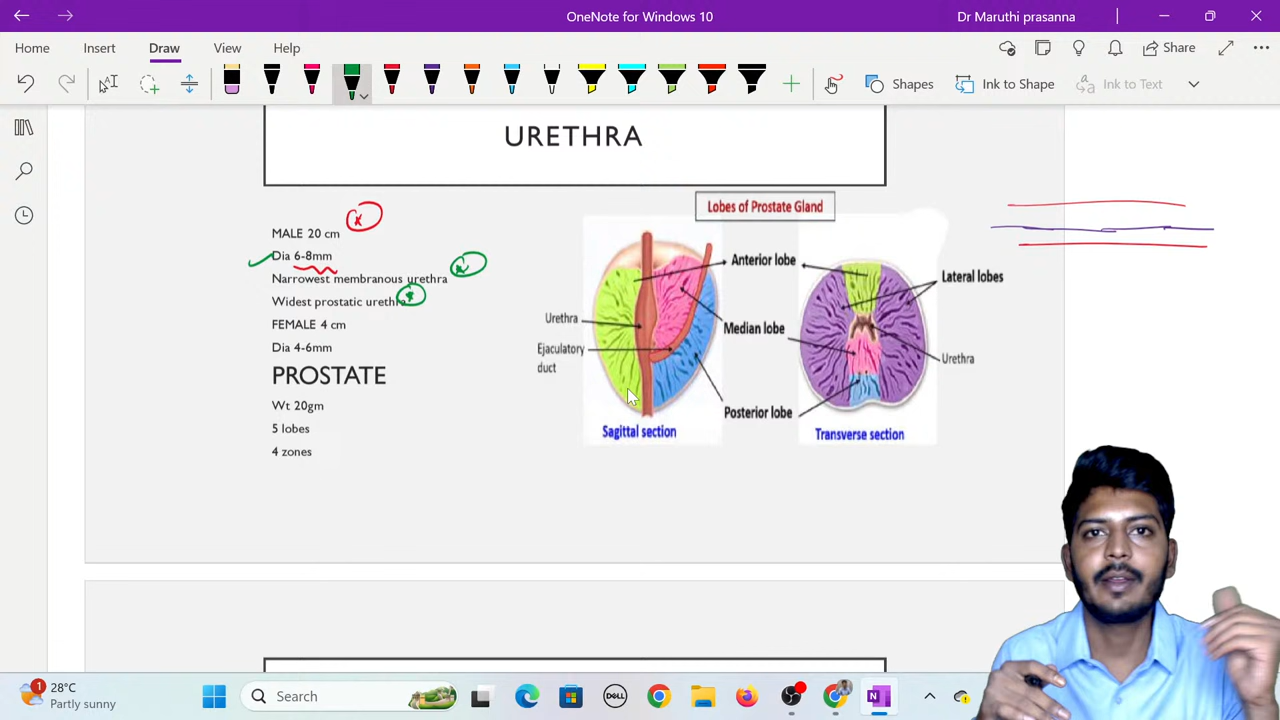 OneNote for Windows 10
Dr Maruthi prasanna
Home
Insert
Draw
View
Help
Share
Shapes
Ink to Shape
Ink to Text
URETHRA
Lobes of Prostate Gland
MALE 20 cm
Dia 6-8mm
Narrowest membranous urethra
Widest prostatic urethra
FEMALE 4 cm
Dia 4-6mm
PROSTATE
Wt 20gm
5 lobes
4 zones
Anterior lobe
Lateral lobes
Urethra
Median lobe
Ejaculatory
duct
Urethra
Posterior lobe
Sagittal section
Transverse section
1
28°C
Partly sunny
Search
DELL